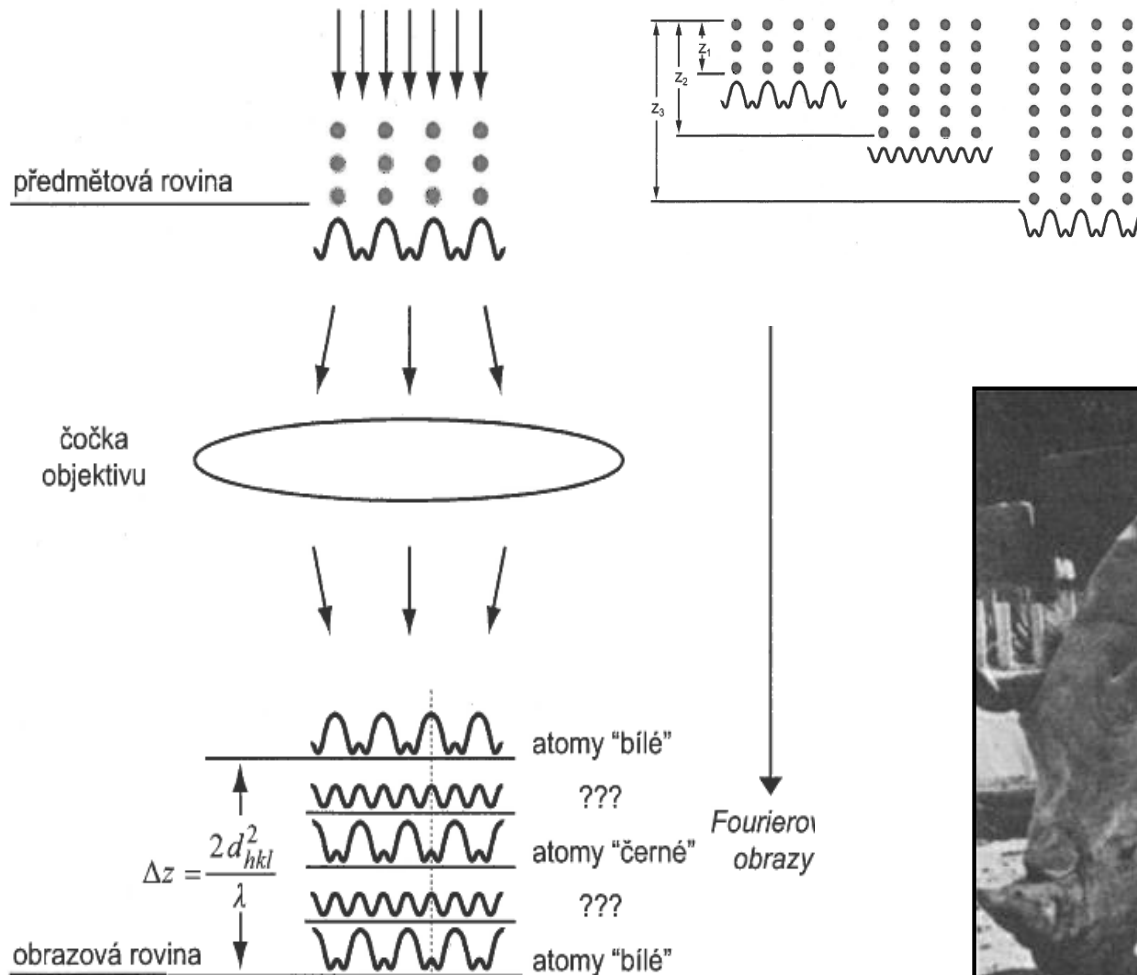 z₁
z₂
z₃
předmětová rovina
čočka
objektivu
atomy “bílé”
???
Fourierov
obrazy
atomy “černé”
Δz = 2d²hkl / λ
???
obrazová rovina
atomy “bílé”